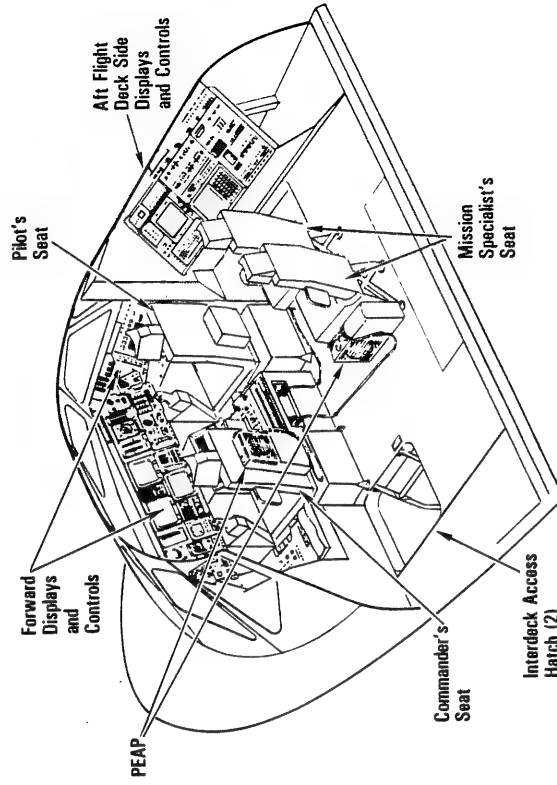 Aft Flight
Deck Side
Displays
and Controls
Pilot's
Seat
Forward
Displays
and
Controls
PEAP
Commander's
Seat
Interdeck Access
Hatch (2)
Mission
Specialist's
Seat